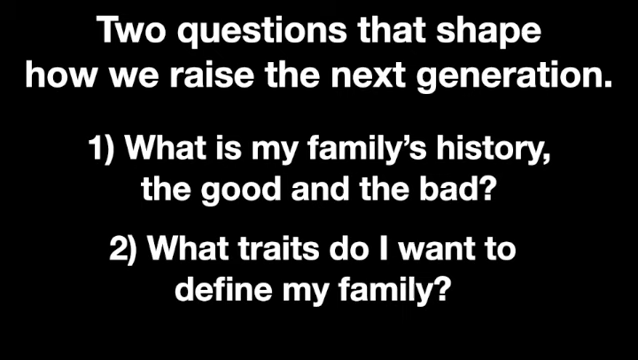 Two questions that shape
how we raise the next generation.
1) What is my family’s history,
the good and the bad?
2) What traits do I want to
define my family?